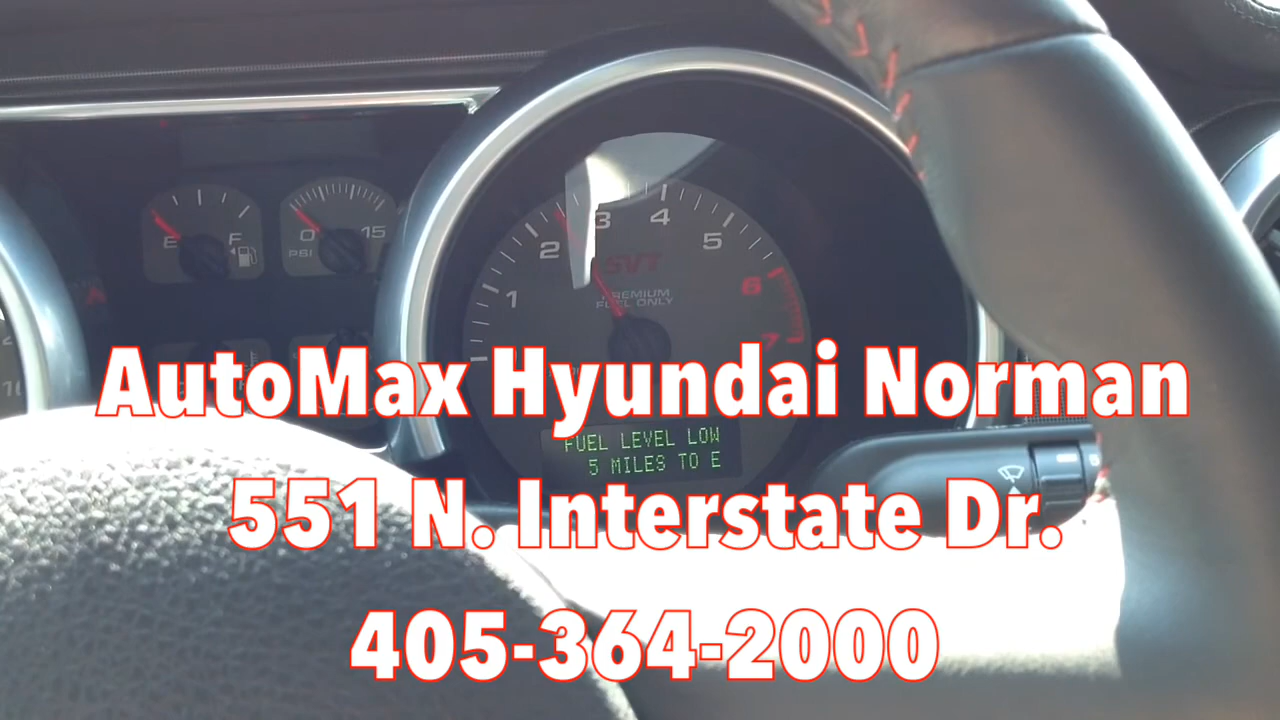 E F
0 15
PSI
1 2 3 4 5 6 7
SVT
PREMIUM
FUEL ONLY
AutoMax Hyundai Norman
FUEL LEVEL LOW
5 MILES TO E
551 N. Interstate Dr.
405-364-2000